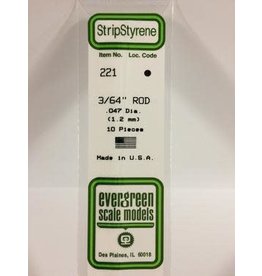 StripStyrene
Item No. Loc. Code
221
3/64" ROD
.047 Dia.
(1.2 mm)
10 Pieces
Made in U.S.A.
evergreen
scale models
Des Plaines, IL 60018